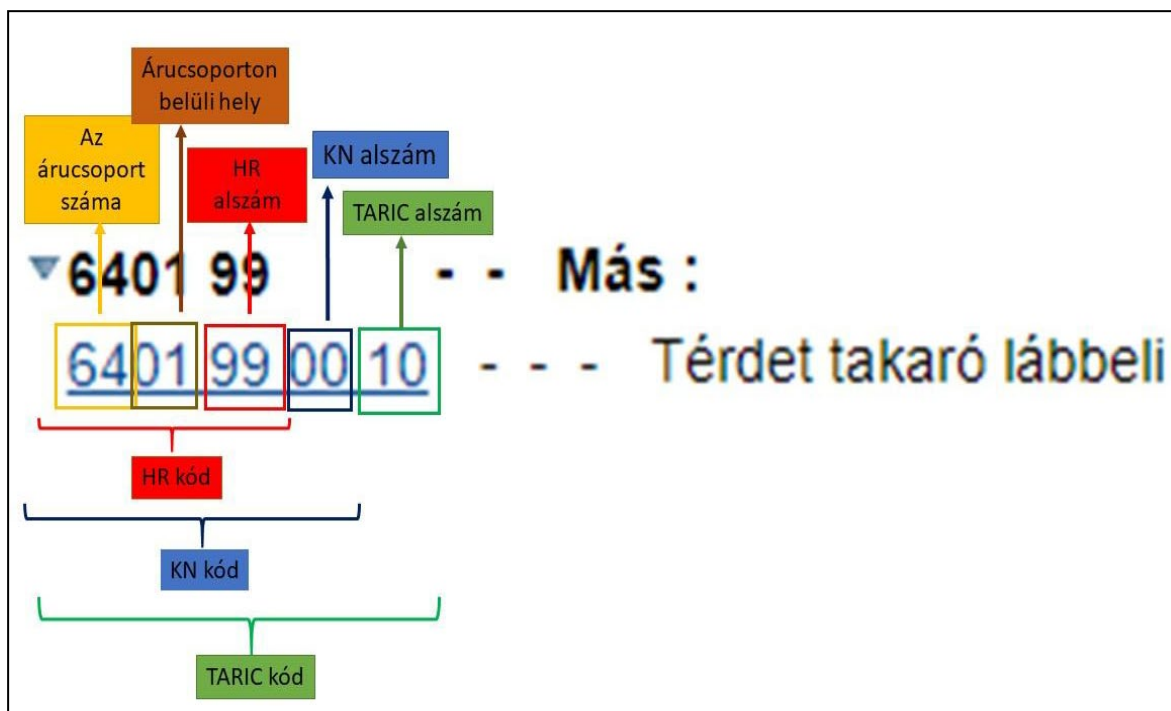 Árucsoporton
belüli hely
Az
árucsoport
száma
HR
alszám
KN alszám
TARIC alszám
6401 99 - - Más :
6401 99 00 10 - - - Térdet takaró lábbeli
HR kód
KN kód
TARIC kód